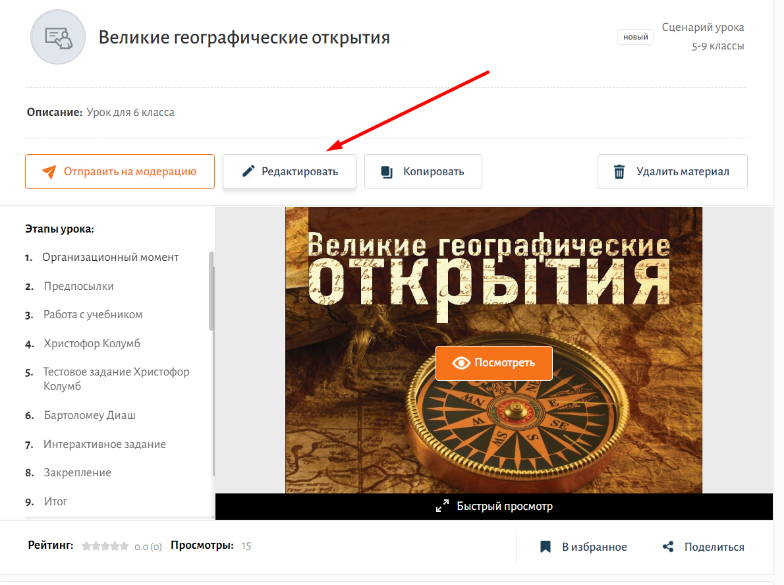 Великие географические открытия
новый
Сценарий урока
5-9 классы
Описание: Урок для 6 класса
Отправить на модерацию
Редактировать
Копировать
Удалить материал
Этапы урока:
1. Организационный момент
2. Предпосылки
3. Работа с учебником
4. Христофор Колумб
5. Тестовое задание Христофор
Колумб
6. Бартоломеу Диаш
7. Интерактивное задание
8. Закрепление
9. Итог
Великие географические
открытия
Посмотреть
SW
S
SE
E
Быстрый просмотр
Рейтинг: 0.0 (0) Просмотры: 15
В избранное
Поделиться